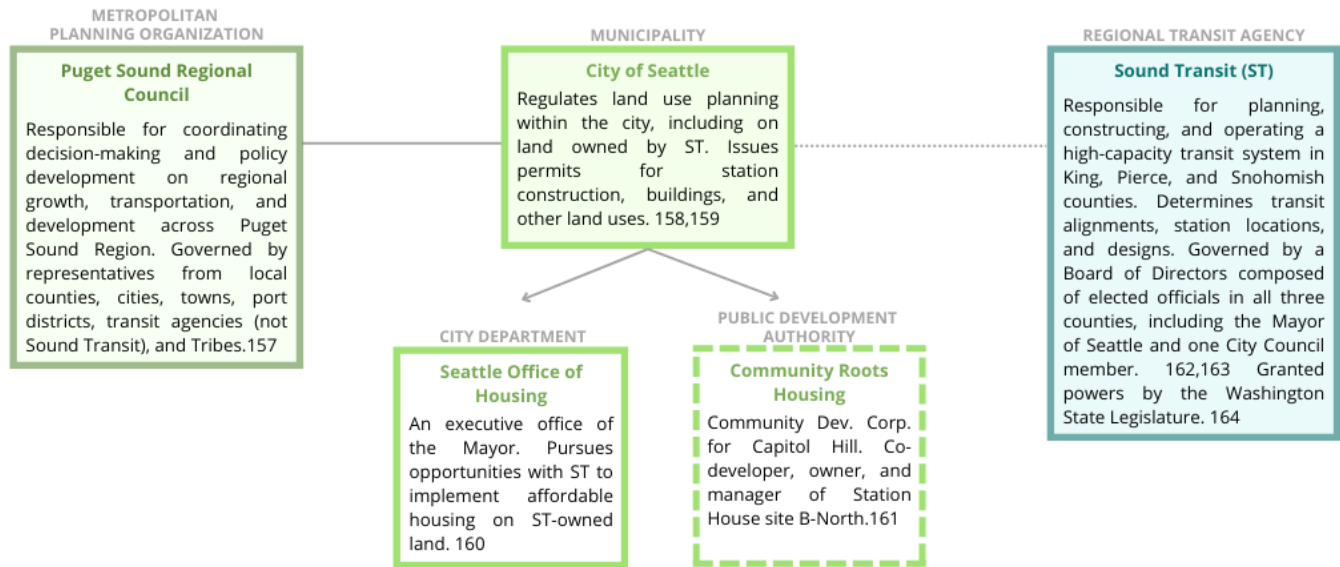 METROPOLITAN
PLANNING ORGANIZATION
Puget Sound Regional
Council
Responsible for coordinating
decision-making and policy
development on regional
growth, transportation, and
development across Puget
Sound Region. Governed by
representatives from local
counties, cities, towns, port
districts, transit agencies (not
Sound Transit), and Tribes.157
MUNICIPALITY
City of Seattle
Regulates land use planning
within the city, including on
land owned by ST. Issues
permits for station
construction, buildings, and
other land uses. 158,159
CITY DEPARTMENT
Seattle Office of
Housing
An executive office of
the Mayor. Pursues
opportunities with ST to
implement affordable
housing on ST-owned
land. 160
PUBLIC DEVELOPMENT
AUTHORITY
Community Roots
Housing
Community Dev. Corp.
for Capitol Hill. Co-
developer, owner, and
manager of Station
House site B-North.161
REGIONAL TRANSIT AGENCY
Sound Transit (ST)
Responsible for planning,
constructing, and operating a
high-capacity transit system in
King, Pierce, and Snohomish
counties. Determines transit
alignments, station locations,
and designs. Governed by a
Board of Directors composed
of elected officials in all three
counties, including the Mayor
of Seattle and one City Council
member. 162,163 Granted
powers by the Washington
State Legislature. 164